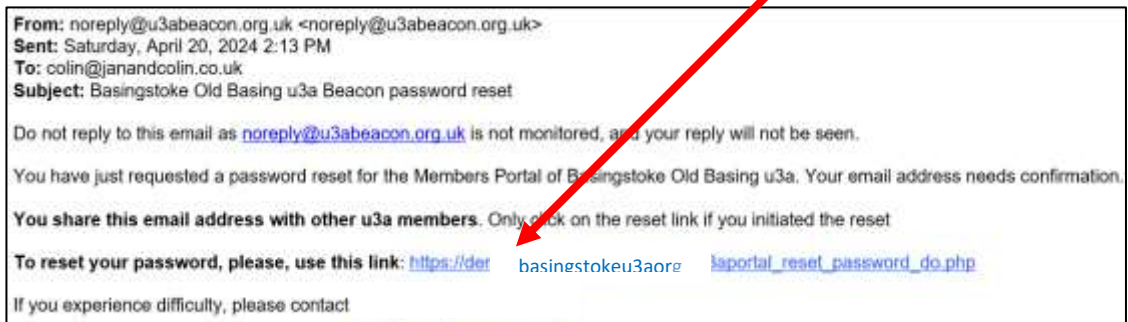 From: noreply@u3abeacon.org.uk <noreply@u3abeacon.org.uk>
Sent: Saturday, April 20, 2024 2:13 PM
To: colin@janandcolin.co.uk
Subject: Basingstoke Old Basing u3a Beacon password reset
Do not reply to this email as noreply@u3abeacon.org.uk is not monitored, and your reply will not be seen.
You have just requested a password reset for the Members Portal of Basingstoke Old Basing u3a. Your email address needs confirmation.
You share this email address with other u3a members. Only click on the reset link if you initiated the reset
To reset your password, please, use this link: https://der basingstokeu3aorg 3aportal_reset_password_do.php
If you experience difficulty, please contact